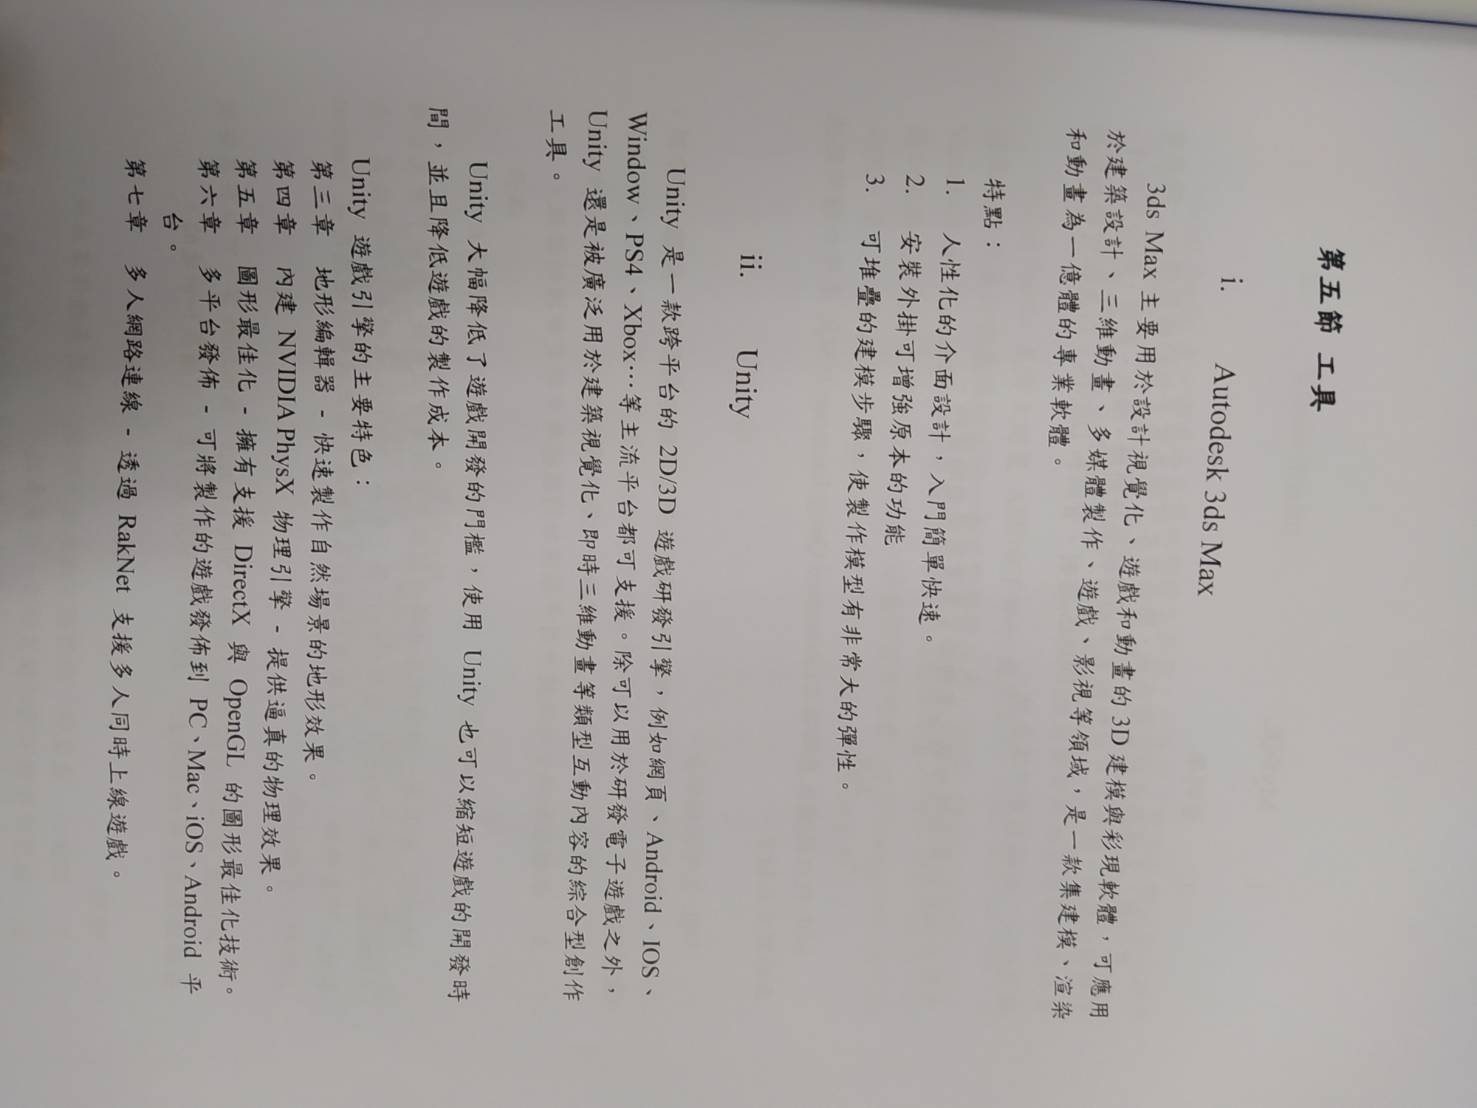 第五節 工具
i. Autodesk 3ds Max
3ds Max 主要用於設計視覺化、遊戲和動畫的 3D 建模與彩現軟體，可應用
於建築設計、三維動畫、多媒體製作、遊戲、影視等領域，是一款集建模、渲染
和動畫為一億體的專業軟體。
特點：
1. 人性化的介面設計，入門簡單快速。
2. 安裝外掛可增強原本的功能
3. 可堆疊的建模步驟，使製作模型有非常大的彈性。
ii. Unity
Unity 是一款跨平台的 2D/3D 遊戲研發引擎，例如網頁、Android、IOS、
Window、PS4、Xbox…等主流平台都可支援。除可以用於研發電子遊戲之外，
Unity 還是被廣泛用於建築視覺化、即時三維動畫等類型互動內容的綜合型創作
工具。
Unity 大幅降低了遊戲開發的門檻，使用 Unity 也可以縮短遊戲的開發時
間，並且降低遊戲的製作成本。
Unity 遊戲引擎的主要特色：
第三章 地形編輯器 - 快速製作自然場景的地形效果。
第四章 內建 NVIDIA PhysX 物理引擎 - 提供逼真的物理效果。
第五章 圖形最佳化 - 擁有支援 DirectX 與 OpenGL 的圖形最佳化技術。
第六章 多平台發佈 - 可將製作的遊戲發佈到 PC、Mac、iOS、Android 平
台。
第七章 多人網路連線 - 透過 RakNet 支援多人同時上線遊戲。